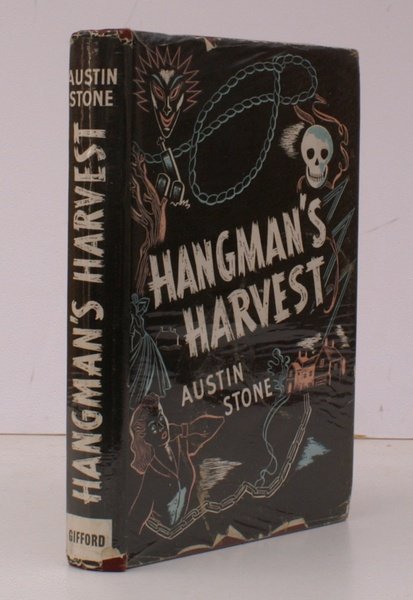 AUSTIN
STONE
HANGMAN'S HARVEST
GIFFORD
HANGMAN'S
HARVEST
AUSTIN
STONE